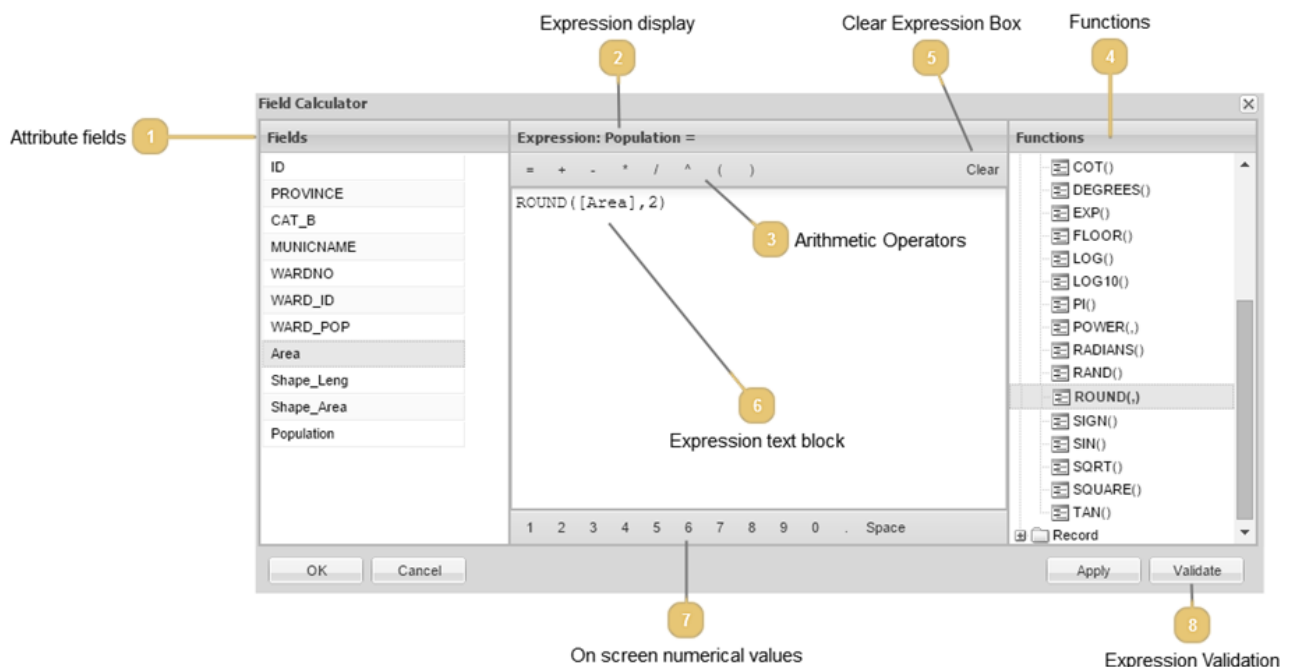 Expression display
Clear Expression Box
Functions
2
5
4
Field Calculator
Attribute fields
1
Fields
Expression: Population =
Functions
ID
PROVINCE
CAT_B
MUNICNAME
WARDNO
WARD_ID
WARD_POP
Area
Shape_Leng
Shape_Area
Population
= + - * / ^ ( )
Clear
ROUND([Area],2)
3
Arithmetic Operators
6
Expression text block
1 2 3 4 5 6 7 8 9 0 . Space
COT()
DEGREES()
EXP()
FLOOR()
LOG()
LOG10()
PI()
POWER(,)
RADIANS()
RAND()
ROUND(,)
SIGN()
SIN()
SQRT()
SQUARE()
TAN()
Record
OK
Cancel
Apply
Validate
7
8
On screen numerical values
Expression Validation